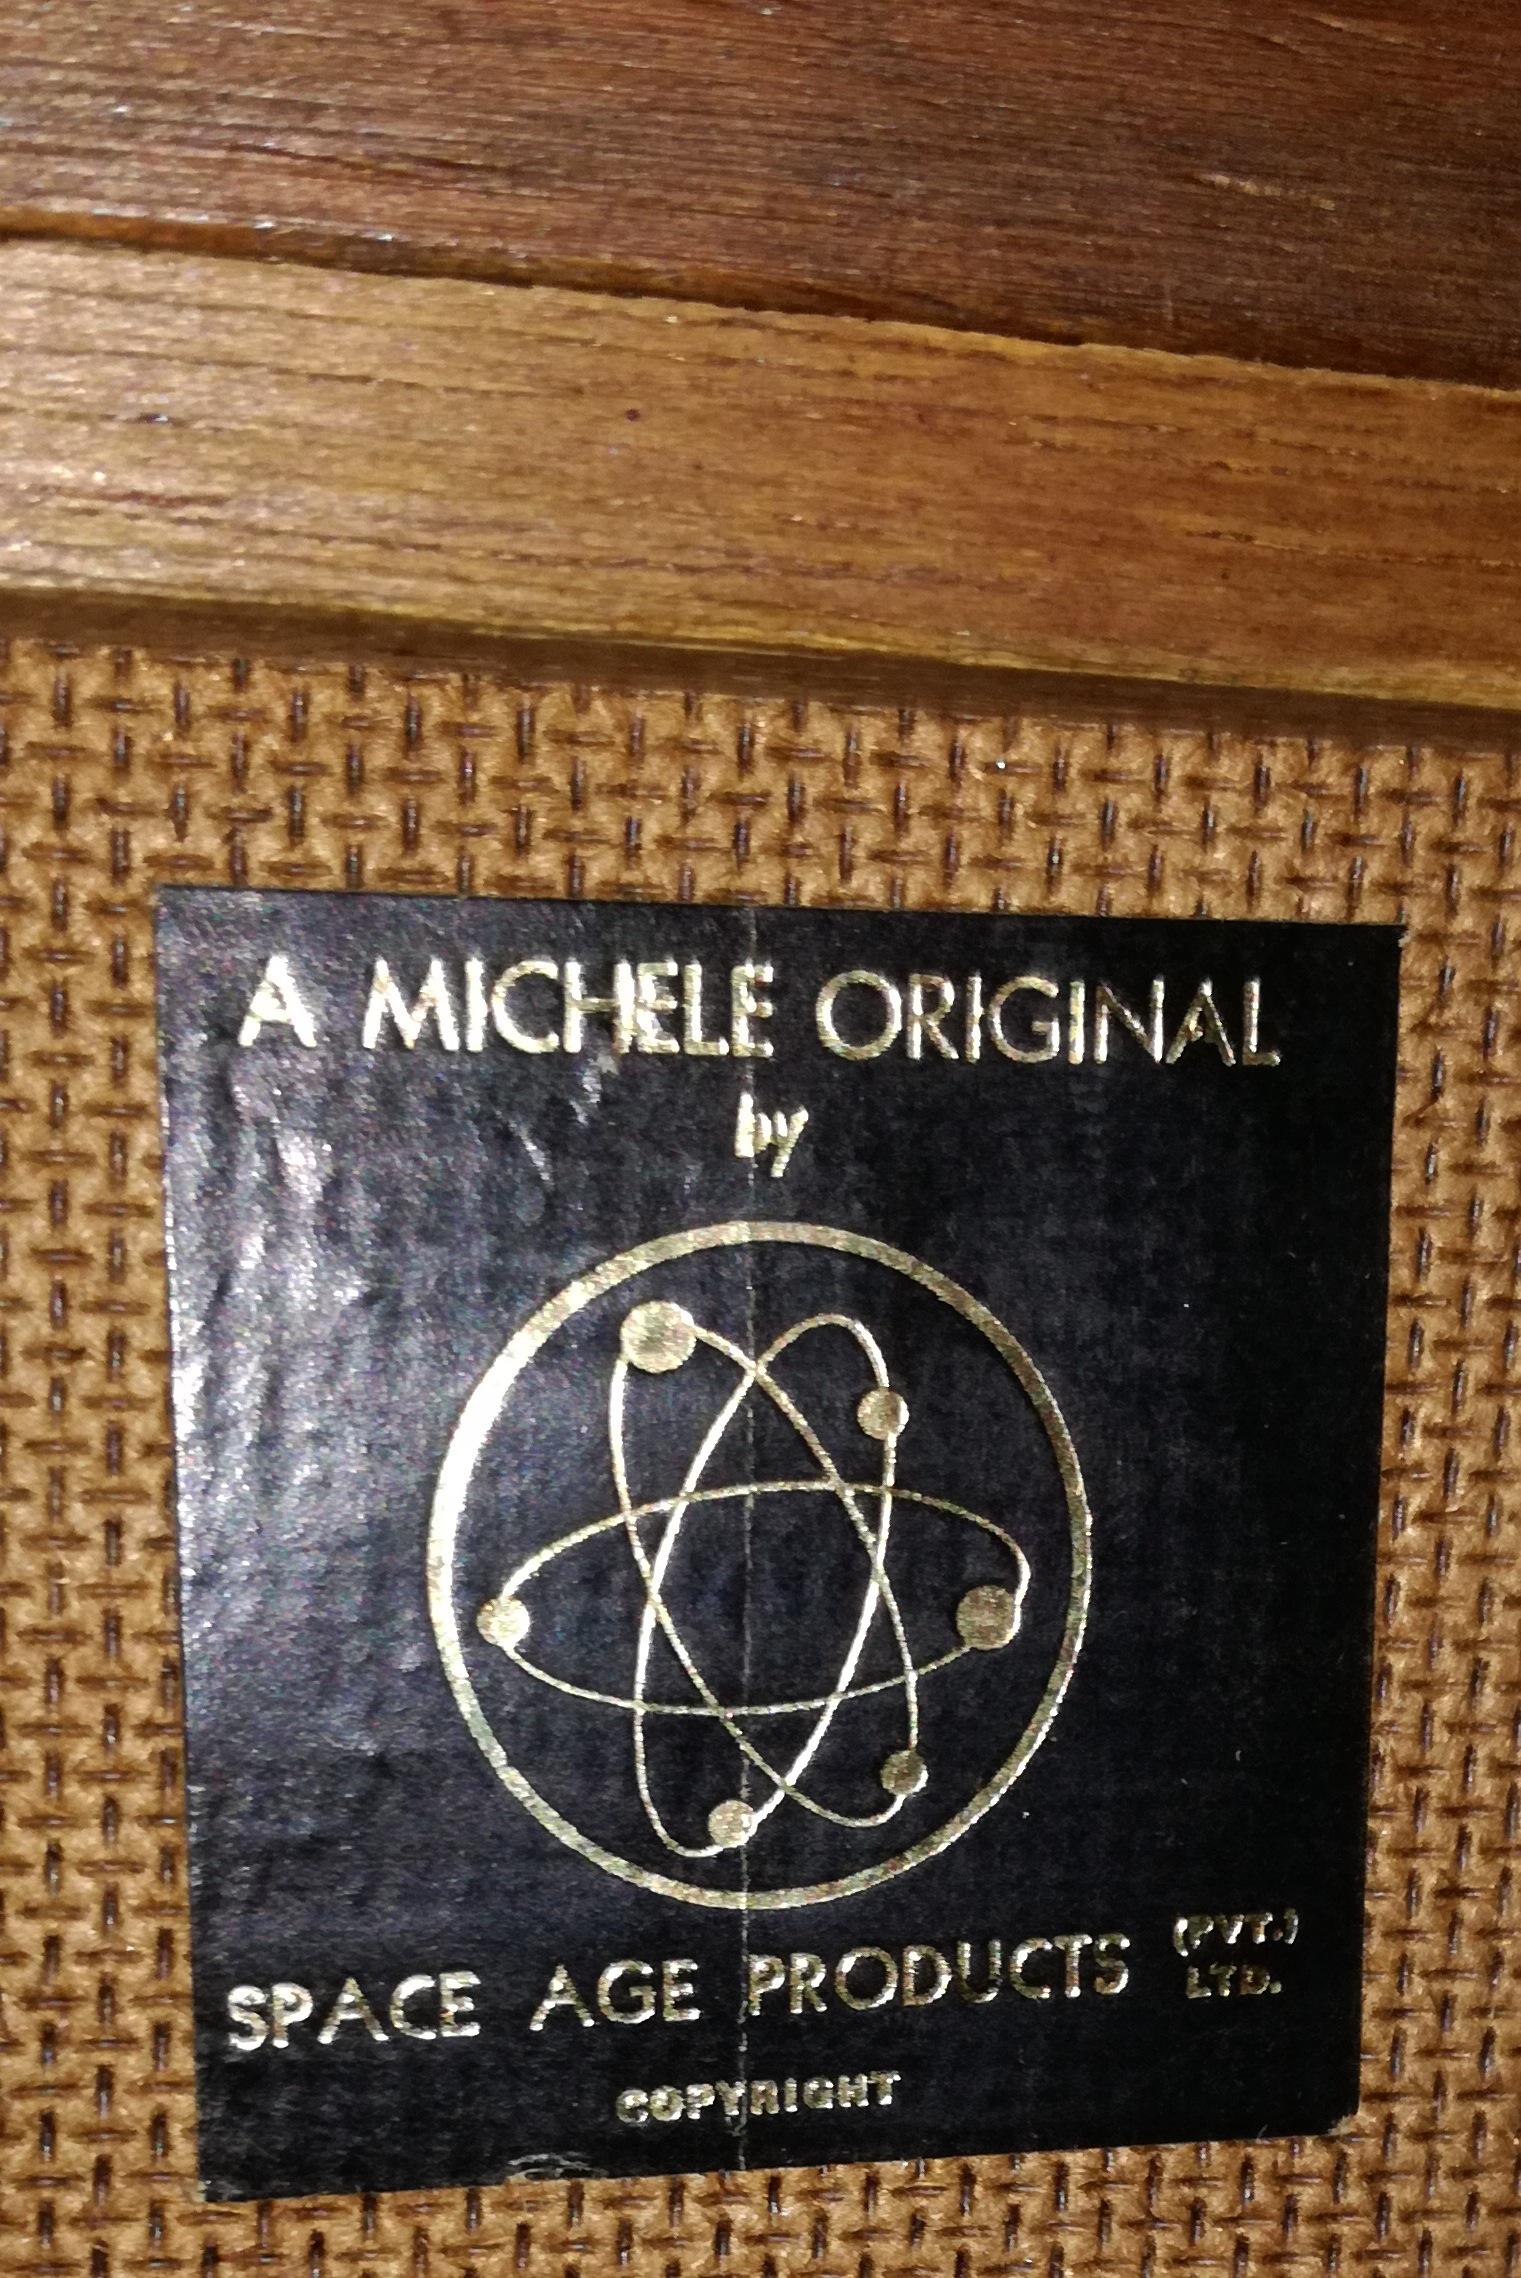 A MICHELE ORIGINAL
by
SPACE AGE PRODUCTS (PVT.) LTD.
COPYRIGHT